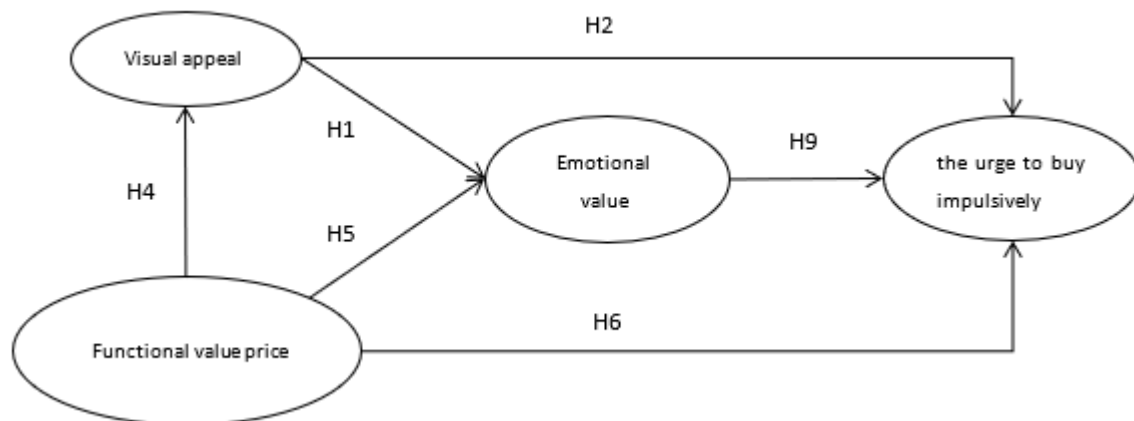 H2
Visual appeal
H1
Emotional
value
H9
the urge to buy
impulsively
H4
H5
Functional value price
H6